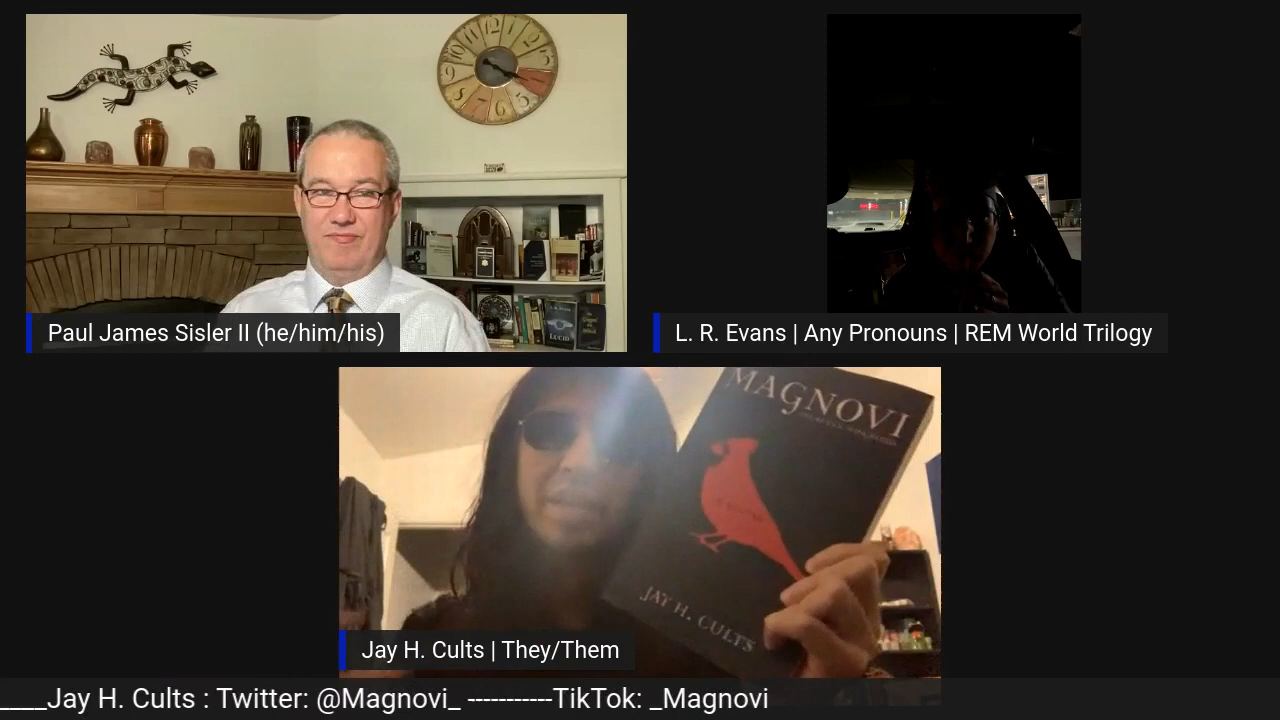 Paul James Sisler II (he/him/his)
L. R. Evans | Any Pronouns | REM World Trilogy
MAGNOVI
JAY H. CULTS
LUCID
Jay H. Cults | They/Them
____Jay H. Cults : Twitter: @Magnovi_ -----------TikTok: _Magnovi